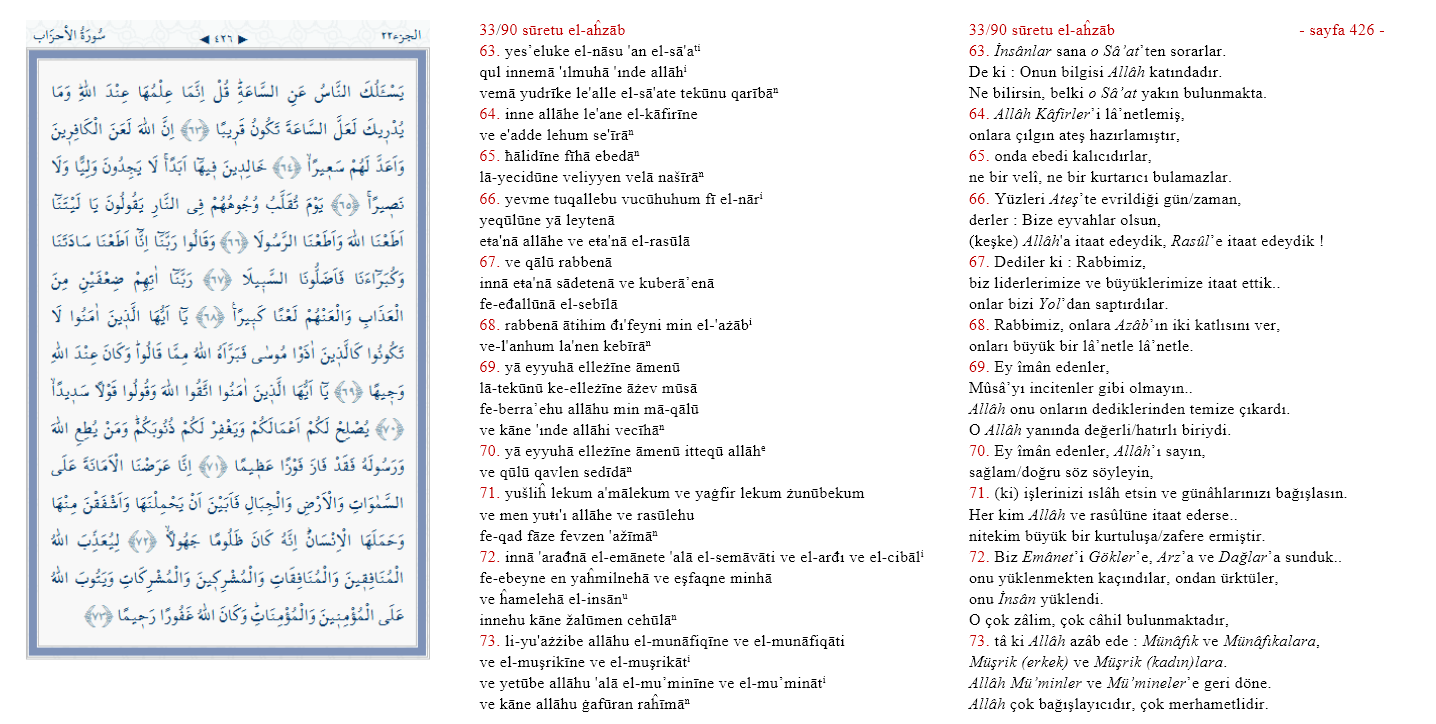 سُورَةُ الْاَحْزَابِ
◀ ٤٢٦ ▶
الجزء٢٢
يَسْـَٔلُكَ النَّاسُ عَنِ السَّاعَةِؕ قُلْ اِنَّمَا عِلْمُهَا عِنْدَ اللّٰهِؕ وَمَا
يُدْر۪يكَ لَعَلَّ السَّاعَةَ تَكُونُ قَر۪يبًا ﴿٦٣﴾ اِنَّ اللّٰهَ لَعَنَ الْكَافِر۪ينَ
وَاَعَدَّ لَهُمْ سَع۪يرًاۙ ﴿٦٤﴾ خَالِد۪ينَ ف۪يهَٓا اَبَدًاۚ لَا يَجِدُونَ وَلِيًّا وَلَا
نَص۪يرًاۚ ﴿٦٥﴾ يَوْمَ تُقَلَّبُ وُجُوهُهُمْ فِي النَّارِ يَقُولُونَ يَا لَيْتَنَٓا
اَطَعْنَا اللّٰهَ وَاَطَعْنَا الرَّسُولَا ﴿٦٦﴾ وَقَالُوا رَبَّنَٓا اِنَّٓا اَطَعْنَا سَادَتَنَا
وَكُبَرَٓاءَنَا فَاَضَلُّونَا السَّب۪يلَا ﴿٦٧﴾ رَبَّنَٓا اٰتِهِمْ ضِعْفَيْنِ مِنَ
الْعَذَابِ وَالْعَنْهُمْ لَعْنًا كَب۪يرًاۚ ﴿٦٨﴾ يَٓا اَيُّهَا الَّذ۪ينَ اٰمَنُوا لَا
تَكُونُوا كَالَّذ۪ينَ اٰذَوْا مُوسٰى فَبَرَّاَهُ اللّٰهُ مِمَّا قَالُواۜ وَكَانَ عِنْدَ اللّٰهِ
وَج۪يهًا ﴿٦٩﴾ يَٓا اَيُّهَا الَّذ۪ينَ اٰمَنُوا اتَّقُوا اللّٰهَ وَقُولُوا قَوْلًا سَد۪يدًاۙ
﴿٧٠﴾ يُصْلِحْ لَكُمْ اَعْمَالَكُمْ وَيَغْفِرْ لَكُمْ ذُنُوبَكُمْۜ وَمَنْ يُطِعِ اللّٰهَ
وَرَسُولَهُ فَقَدْ فَازَ فَوْزًا عَظ۪يمًا ﴿٧١﴾ اِنَّا عَرَضْنَا الْاَمَانَةَ عَلَى
السَّمٰوَاتِ وَالْاَرْضِ وَالْجِبَالِ فَاَبَيْنَ اَنْ يَحْمِلْنَهَا وَاَشْفَقْنَ مِنْهَا
وَحَمَلَهَا الْاِنْسَانُۜ اِنَّهُ كَانَ ظَلُومًا جَهُولًاۙ ﴿٧٢﴾ لِيُعَذِّبَ اللّٰهُ
الْمُنَافِق۪ينَ وَالْمُنَافِقَاتِ وَالْمُشْرِك۪ينَ وَالْمُشْرِكَاتِ وَيَتُوبَ اللّٰهُ
عَلَى الْمُؤْمِن۪ينَ وَالْمُؤْمِنَاتِۜ وَكَانَ اللّٰهُ غَفُورًا رَح۪يمًا ﴿٧٣﴾
33/90 sūretu el-aĥzāb
63. yes’eluke el-nāsu 'an el-sā'aᵗⁱ
qul innemā 'ılmuhā 'ınde allāhⁱ
vemā yudrīke le'alle el-sā'ate tekūnu qarībāⁿ
64. inne allāhe le'ane el-kāfirīne
ve e'adde lehum se'īrāⁿ
65. ħālidīne fīhā ebedāⁿ
lā-yecidūne veliyyen velā našīrāⁿ
66. yevme tuqallebu vucūhuhum fī el-nārⁱ
yeqūlūne yā leytenā
eŧa'nā allāhe ve eŧa'nā el-rasūlā
67. ve qālū rabbenā
innā eŧa'nā sādetenā ve kuberā’enā
fe-eđallūnā el-sebīlā
68. rabbenā ātihim đı'feyni min el-'ażābⁱ
ve-l'anhum la'nen kebīrāⁿ
69. yā eyyuhā elleżīne āmenū
lā-tekūnū ke-elleżīne āżev mūsā
fe-berra’ehu allāhu min mā-qālū
ve kāne 'ınde allāhi vecīhāⁿ
70. yā eyyuhā elleżīne āmenū itteqū allāhᵉ
ve qūlū qavlen sedīdāⁿ
71. yušliĥ lekum a'mālekum ve yaġfir lekum żunūbekum
ve men yuŧı'ı allāhe ve rasūlehu
fe-qad fāze fevzen 'ažīmāⁿ
72. innā 'arađnā el-emānete 'alā el-semāvāti ve el-arđı ve el-cibālⁱ
fe-ebeyne en yaĥmilnehā ve eşfaqne minhā
ve ĥamelehā el-insānᵘ
innehu kāne žalūmen cehūlāⁿ
73. li-yu'ażżibe allāhu el-munāfiqīne ve el-munāfiqāti
ve el-muşrikīne ve el-muşrikātⁱ
ve yetūbe allāhu 'alā el-mu’minīne ve el-mu’minātⁱ
ve kāne allāhu ġafūran raĥīmāⁿ
33/90 sūretu el-aĥzāb - sayfa 426 -
63. İnsânlar sana o Sâ’at’ten sorarlar.
De ki : Onun bilgisi Allâh katındadır.
Ne bilirsin, belki o Sâ’at yakın bulunmakta.
64. Allâh Kâfirler’i lâ’netlemiş,
onlara çılgın ateş hazırlamıştır,
65. onda ebedi kalıcıdırlar,
ne bir velî, ne bir kurtarıcı bulamazlar.
66. Yüzleri Ateş’te evrildiği gün/zaman,
derler : Bize eyvahlar olsun,
(keşke) Allâh'a itaat edeydik, Rasûl’e itaat edeydik !
67. Dediler ki : Rabbimiz,
biz liderlerimize ve büyüklerimize itaat ettik..
onlar bizi Yol’dan saptırdılar.
68. Rabbimiz, onlara Azâb’ın iki katlısını ver,
onları büyük bir lâ’netle lâ’netle.
69. Ey îmân edenler,
Mûsâ’yı incitenler gibi olmayın..
Allâh onu onların dediklerinden temize çıkardı.
O Allâh yanında değerli/hatırlı biriydi.
70. Ey îmân edenler, Allâh’ı sayın,
sağlam/doğru söz söyleyin,
71. (ki) işlerinizi ıslâh etsin ve günâhlarınızı bağışlasın.
Her kim Allâh ve rasûlüne itaat ederse..
nitekim büyük bir kurtuluşa/zafere ermiştir.
72. Biz Emânet’i Gökler’e, Arz’a ve Dağlar’a sunduk..
onu yüklenmekten kaçındılar, ondan ürktüler,
onu İnsân yüklendi.
O çok zâlim, çok câhil bulunmaktadır,
73. tâ ki Allâh azâb ede : Münâfık ve Münâfıkalara,
Müşrik (erkek) ve Müşrik (kadın)lara.
Allâh Mü’minler ve Mü’mineler’e geri döne.
Allâh çok bağışlayıcıdır, çok merhametlidir.